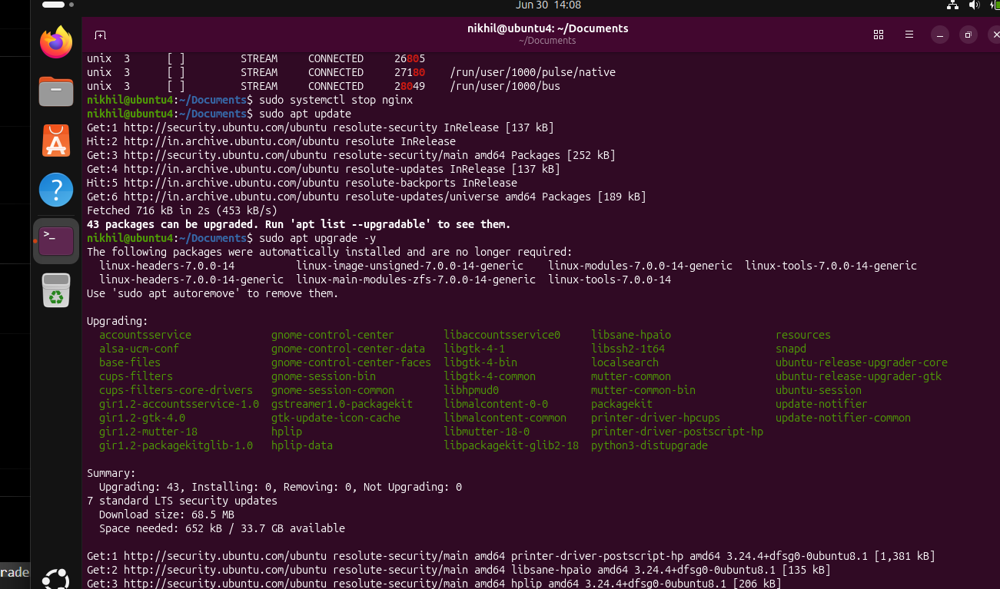 Jun 30 14:08
nikhil@ubuntu4: ~/Documents
~/Documents
unix 3 [ ] STREAM CONNECTED 26805
unix 3 [ ] STREAM CONNECTED 27180 /run/user/1000/pulse/native
unix 3 [ ] STREAM CONNECTED 28049 /run/user/1000/bus
nikhil@ubuntu4:~/Documents$ sudo systemctl stop nginx
nikhil@ubuntu4:~/Documents$ sudo apt update
Get:1 http://security.ubuntu.com/ubuntu resolute-security InRelease [137 kB]
Hit:2 http://in.archive.ubuntu.com/ubuntu resolute InRelease
Get:3 http://security.ubuntu.com/ubuntu resolute-security/main amd64 Packages [252 kB]
Get:4 http://in.archive.ubuntu.com/ubuntu resolute-updates InRelease [137 kB]
Hit:5 http://in.archive.ubuntu.com/ubuntu resolute-backports InRelease
Get:6 http://in.archive.ubuntu.com/ubuntu resolute-updates/universe amd64 Packages [189 kB]
Fetched 716 kB in 2s (453 kB/s)
43 packages can be upgraded. Run 'apt list --upgradable' to see them.
nikhil@ubuntu4:~/Documents$ sudo apt upgrade -y
The following packages were automatically installed and are no longer required:
linux-headers-7.0.0-14 linux-image-unsigned-7.0.0-14-generic linux-modules-7.0.0-14-generic linux-tools-7.0.0-14-generic
linux-headers-7.0.0-14-generic linux-main-modules-zfs-7.0.0-14-generic linux-tools-7.0.0-14
Use 'sudo apt autoremove' to remove them.
Upgrading:
accountsservice gnome-control-center libaccountsservice0 libsane-hpaio resources
alsa-ucm-conf gnome-control-center-data libgtk-4-1 libssh2-1t64 snapd
base-files gnome-control-center-faces libgtk-4-bin localsearch ubuntu-release-upgrader-core
cups-filters gnome-session-bin libgtk-4-common mutter-common ubuntu-release-upgrader-gtk
cups-filters-core-drivers gnome-session-common libhpmud0 mutter-common-bin ubuntu-session
gir1.2-accountsservice-1.0 gstreamer1.0-packagekit libmalcontent-0-0 packagekit update-notifier
gir1.2-gtk-4.0 gtk-update-icon-cache libmalcontent-common printer-driver-hpcups update-notifier-common
gir1.2-mutter-18 hplip libmutter-18-0 printer-driver-postscript-hp
gir1.2-packagekitglib-1.0 hplip-data libpackagekit-glib2-18 python3-distupgrade
Summary:
Upgrading: 43, Installing: 0, Removing: 0, Not Upgrading: 0
7 standard LTS security updates
Download size: 68.5 MB
Space needed: 652 kB / 33.7 GB available
Get:1 http://security.ubuntu.com/ubuntu resolute-security/main amd64 printer-driver-postscript-hp amd64 3.24.4+dfsg0-0ubuntu8.1 [1,381 kB]
rade
Get:2 http://security.ubuntu.com/ubuntu resolute-security/main amd64 libsane-hpaio amd64 3.24.4+dfsg0-0ubuntu8.1 [135 kB]
Get:3 http://security.ubuntu.com/ubuntu resolute-security/main amd64 hplip amd64 3.24.4+dfsg0-0ubuntu8.1 [206 kB]